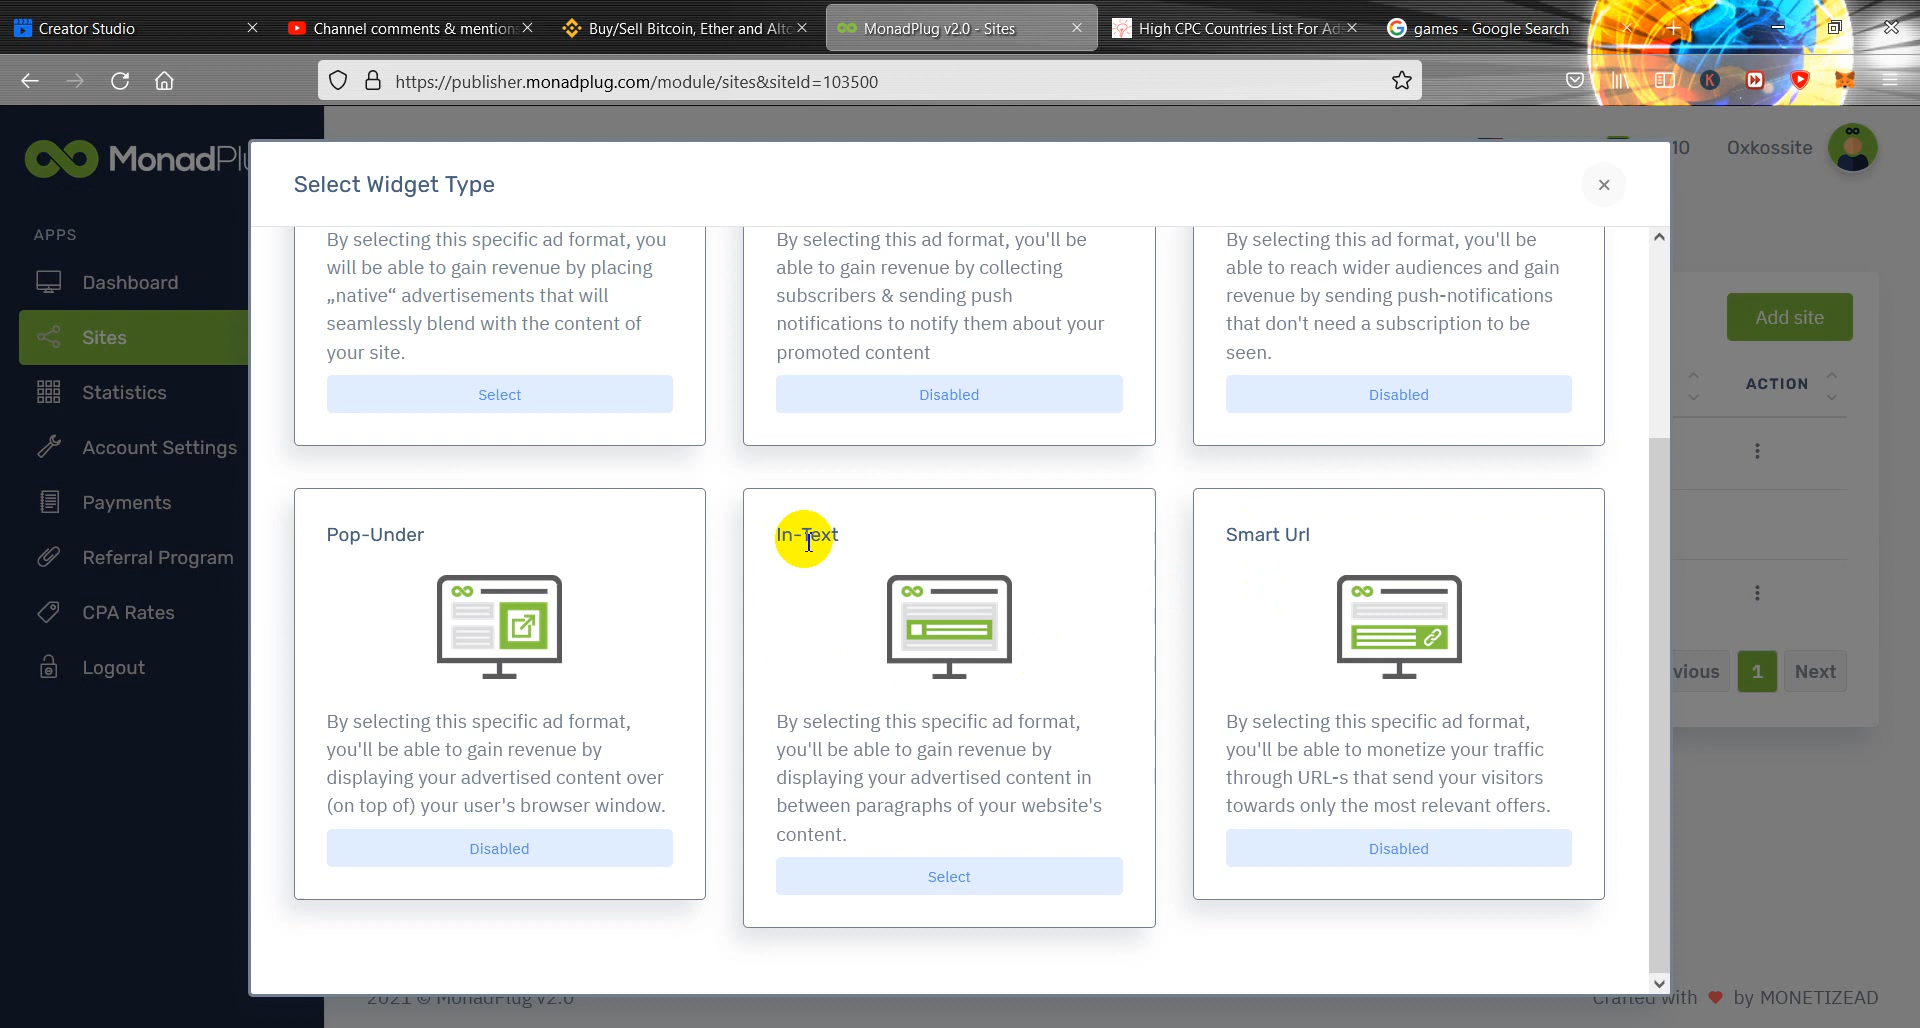 Creator Studio
Channel comments & mentions
Buy/Sell Bitcoin, Ether and Altc
MonadPlug v2.0 - Sites
High CPC Countries List For Ads
games - Google Search
https://publisher.monadplug.com/module/sites&siteId=103500
MonadPlu
10
Oxkossite
Select Widget Type
APPS
Dashboard
Sites
Statistics
Account Settings
Payments
Referral Program
CPA Rates
Logout
By selecting this specific ad format, you
will be able to gain revenue by placing
„native“ advertisements that will
seamlessly blend with the content of
your site.
Select
By selecting this ad format, you'll be
able to gain revenue by collecting
subscribers & sending push
notifications to notify them about your
promoted content
Disabled
By selecting this ad format, you'll be
able to reach wider audiences and gain
revenue by sending push-notifications
that don't need a subscription to be
seen.
Disabled
Add site
ACTION
Pop-Under
By selecting this specific ad format,
you'll be able to gain revenue by
displaying your advertised content over
(on top of) your user's browser window.
Disabled
In-Text
By selecting this specific ad format,
you'll be able to gain revenue by
displaying your advertised content in
between paragraphs of your website's
content.
Select
Smart Url
By selecting this specific ad format,
you'll be able to monetize your traffic
through URL-s that send your visitors
towards only the most relevant offers.
Disabled
vious
1
Next
2021 © MonadPlug v2.0
Crafted with ♥ by MONETIZEAD